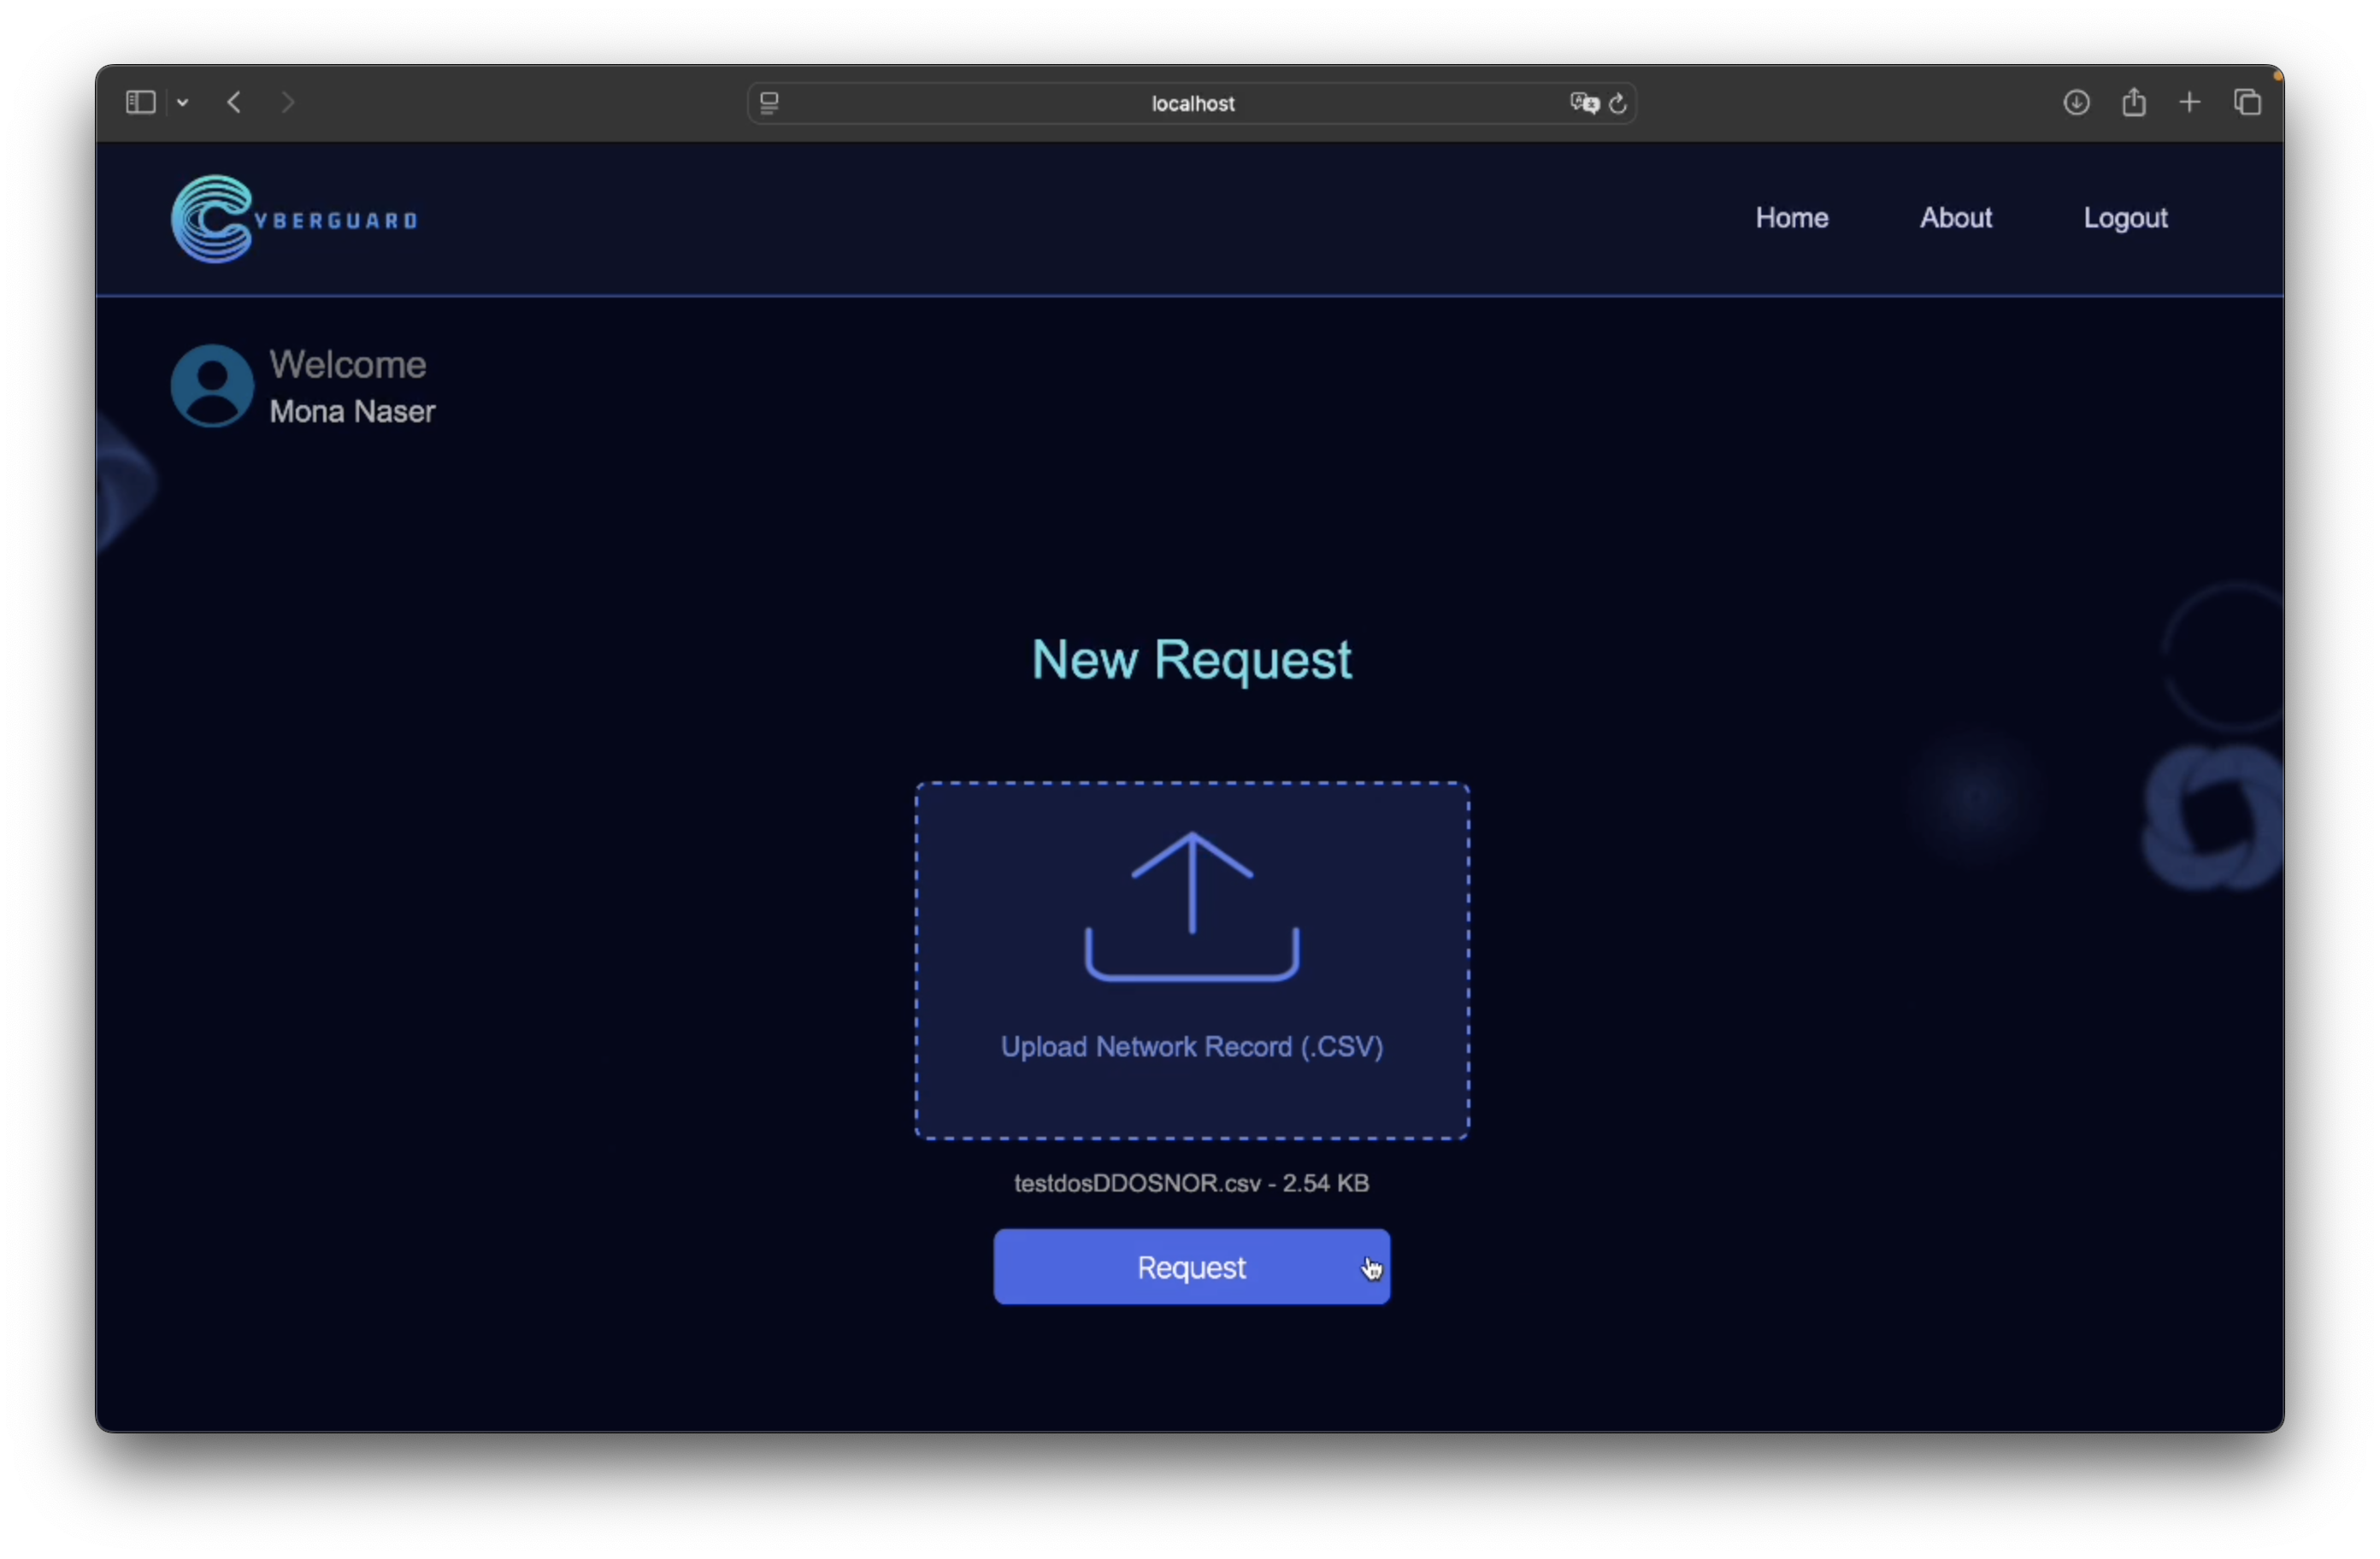 localhost
CYBERGUARD
Home
About
Logout
Welcome
Mona Naser
New Request
Upload Network Record (.CSV)
testdosDDOSNOR.csv - 2.54 KB
Request